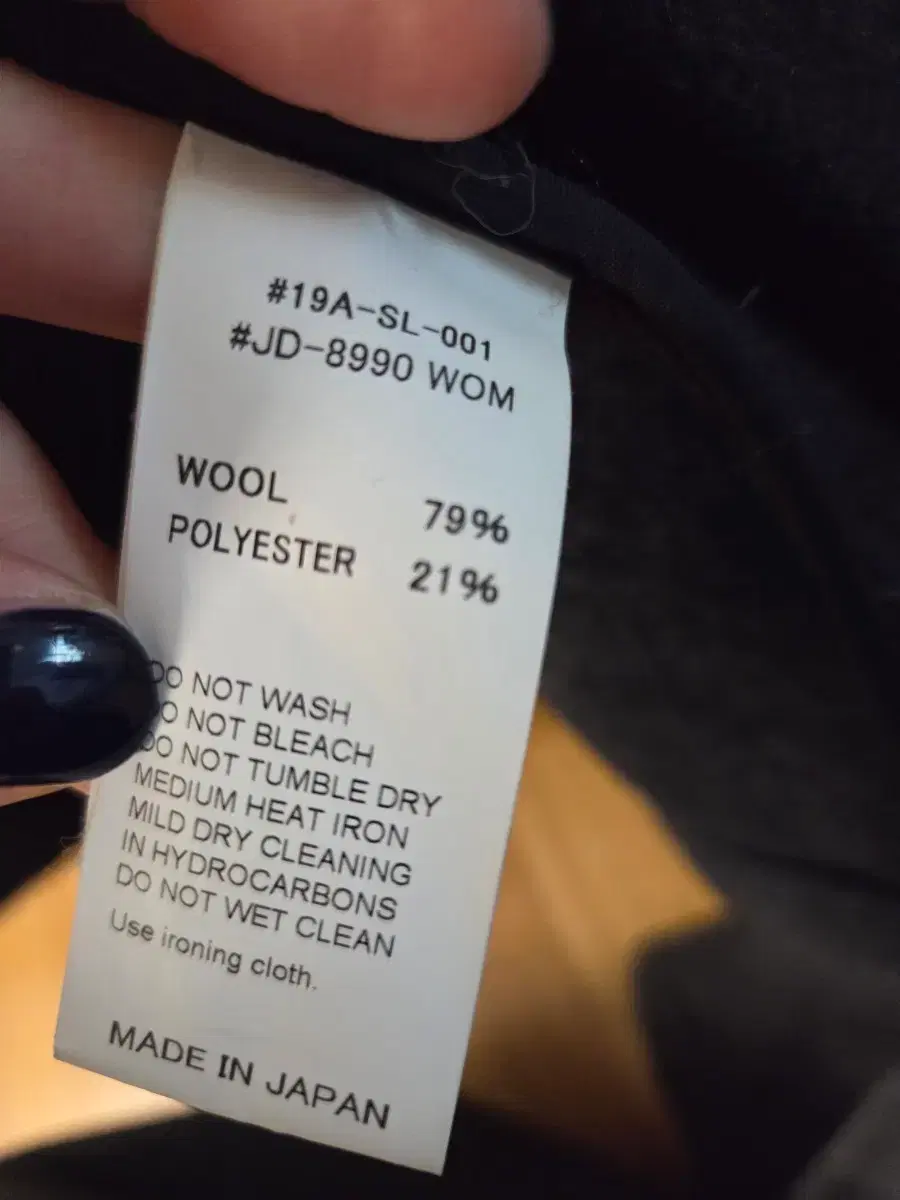 #19A-SL-001
#JD-8990 WOM
WOOL 79%
POLYESTER 21%
DO NOT WASH
DO NOT BLEACH
DO NOT TUMBLE DRY
MEDIUM HEAT IRON
MILD DRY CLEANING
IN HYDROCARBONS
DO NOT WET CLEAN
Use ironing cloth.
MADE IN JAPAN